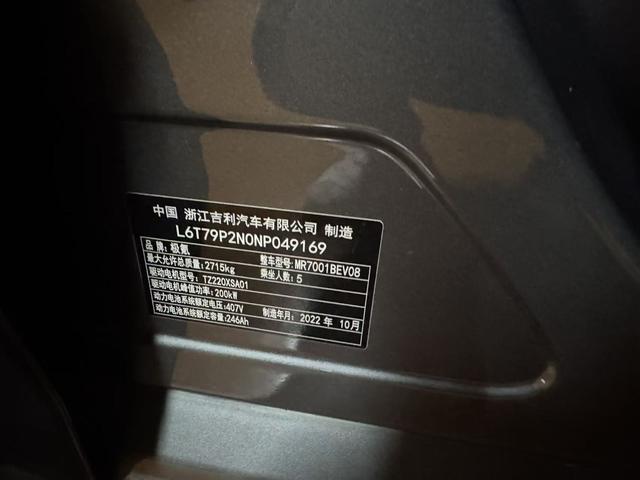 中国 浙江吉利汽车有限公司 制造
L6T79P2N0NP049169
品牌:极氪 整车型号:MR7001BEV08
最大允许总质量:2715kg 乘坐人数:5
驱动电机型号:TZ220XSA01
驱动电机峰值功率:200kW
动力电池系统额定电压:407V 制造年月:2022 年 10月
动力电池系统额定容量:246Ah